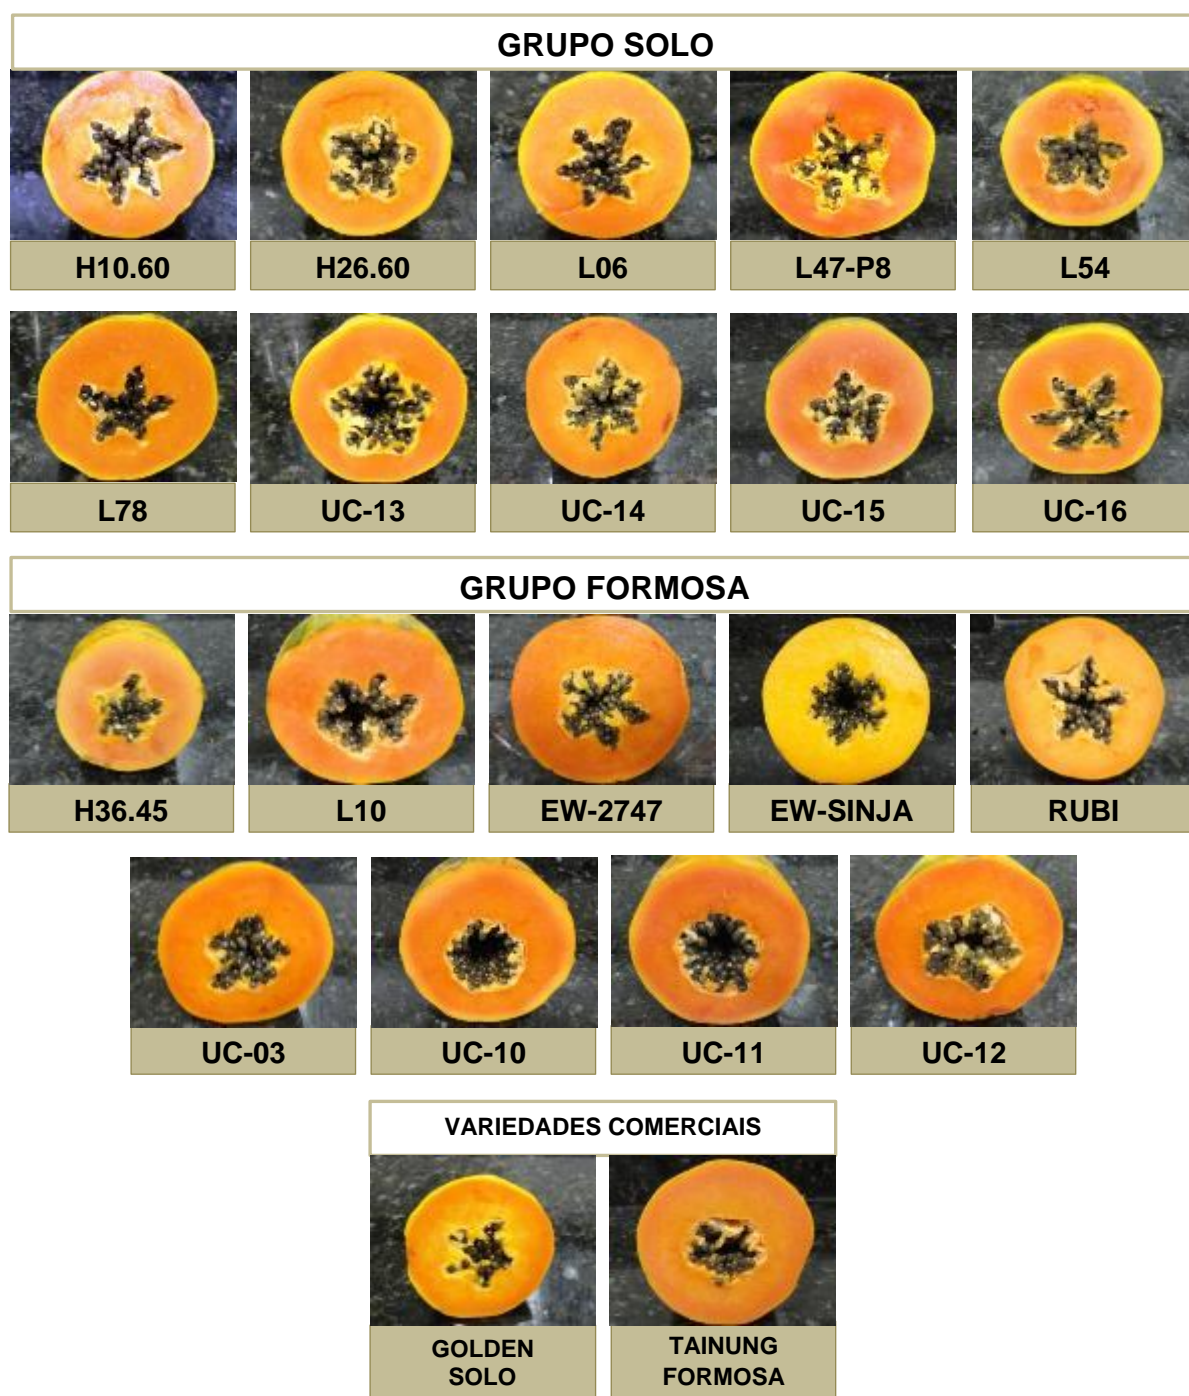 GRUPO SOLO
H10.60
H26.60
L06
L47-P8
L54
L78
UC-13
UC-14
UC-15
UC-16
GRUPO FORMOSA
H36.45
L10
EW-2747
EW-SINJA
RUBI
UC-03
UC-10
UC-11
UC-12
VARIEDADES COMERCIAIS
GOLDEN
SOLO
TAINUNG
FORMOSA